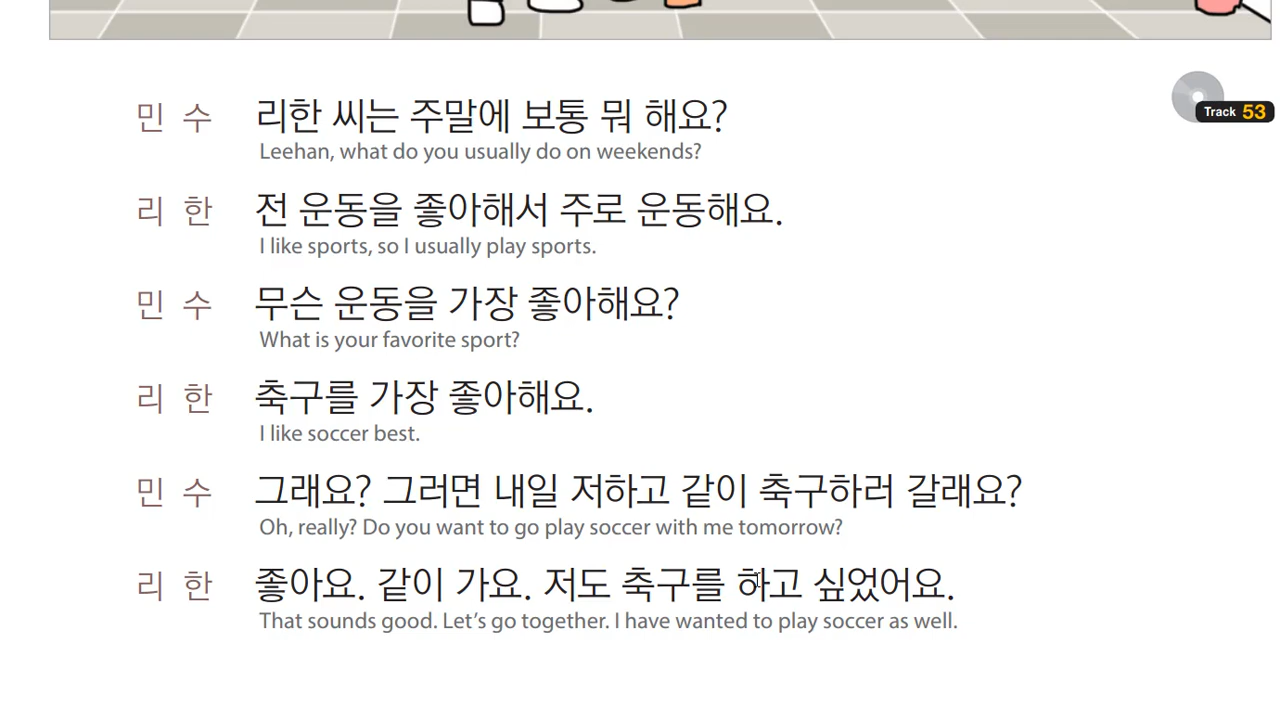 Track 53
민 수 리한 씨는 주말에 보통 뭐 해요?
Leehan, what do you usually do on weekends?
리 한 전 운동을 좋아해서 주로 운동해요.
I like sports, so I usually play sports.
민 수 무슨 운동을 가장 좋아해요?
What is your favorite sport?
리 한 축구를 가장 좋아해요.
I like soccer best.
민 수 그래요? 그러면 내일 저하고 같이 축구하러 갈래요?
Oh, really? Do you want to go play soccer with me tomorrow?
리 한 좋아요. 같이 가요. 저도 축구를 하고 싶었어요.
That sounds good. Let’s go together. I have wanted to play soccer as well.